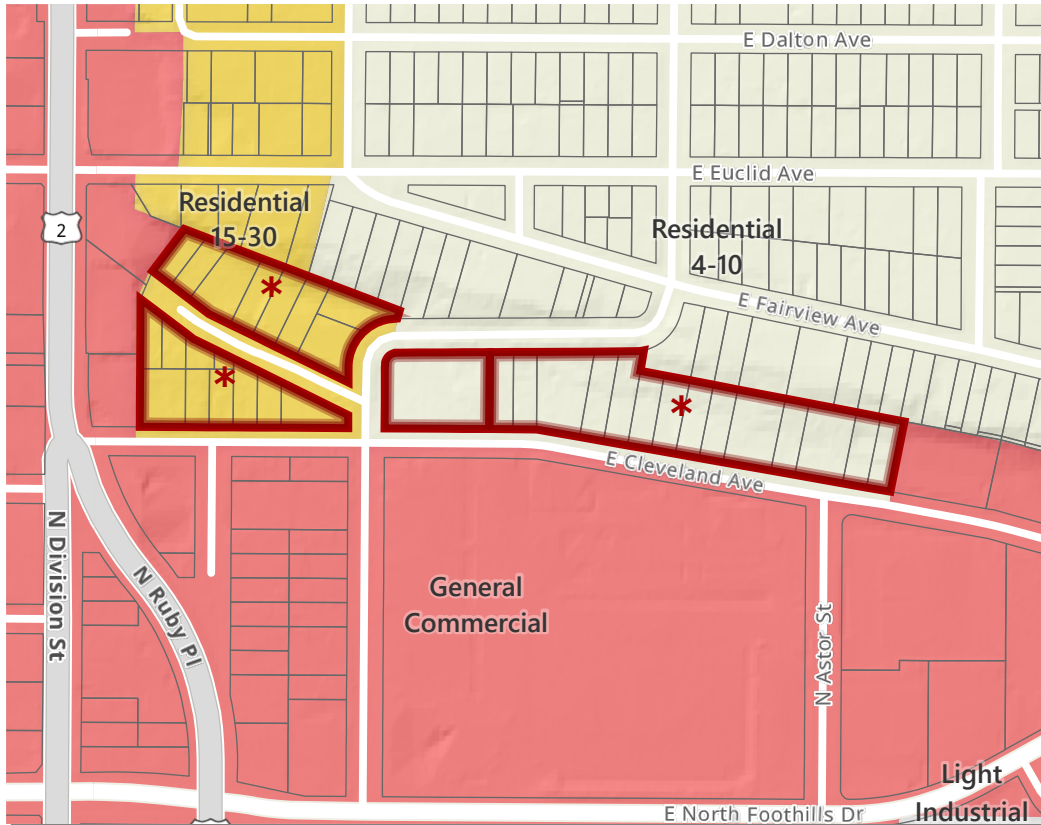 E Dalton Ave
E Euclid Ave
Residential
15-30
2
Residential
4-10
*
E Fairview Ave
*
*
E Cleveland Ave
N Division St
N Ruby Pl
General
Commercial
N Astor St
Light
Industrial
E North Foothills Dr